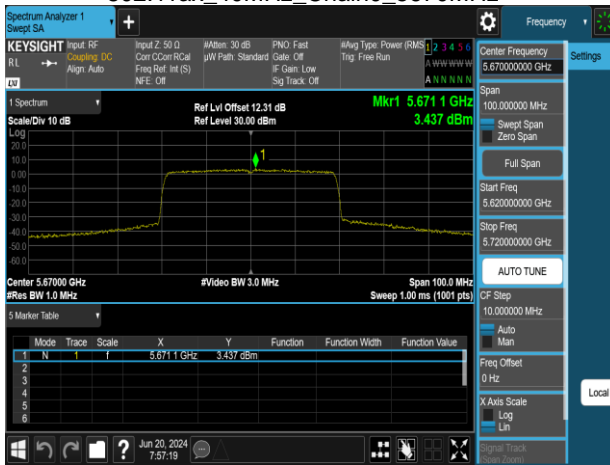 Spectrum Analyzer 1
Swept SA
+
Frequency
KEYSIGHT
RL
LXI
Input: RF
Coupling: DC
Align: Auto
Input Z: 50 Ω
Corr CCorr RCal
Freq Ref: Int (S)
NFE: Off
#Atten: 30 dB
µW Path: Standard
PNO: Fast
Gate: Off
IF Gain: Low
Sig Track: Off
#Avg Type: Power (RMS
Trig: Free Run
1 2 3 4 5 6
A W W W W W
A N N N N N
Center Frequency
5.670000000 GHz
Settings
Span
100.000000 MHz
Swept Span
Zero Span
Full Span
Start Freq
5.620000000 GHz
Stop Freq
5.720000000 GHz
AUTO TUNE
CF Step
10.000000 MHz
Auto
Man
Freq Offset
0 Hz
X Axis Scale
Log
Lin
Signal Track
(Span Zoom)
Local
1 Spectrum
Scale/Div 10 dB
Log
Ref Lvl Offset 12.31 dB
Ref Level 30.00 dBm
Mkr1 5.671 1 GHz
3.437 dBm
20.0
10.0
0.00
-10.0
-20.0
-30.0
-40.0
-50.0
-60.0
1
Center 5.67000 GHz
#Res BW 1.0 MHz
#Video BW 3.0 MHz
Span 100.0 MHz
Sweep 1.00 ms (1001 pts)
5 Marker Table
Mode Trace Scale X Y Function Function Width Function Value
1 N 1 f 5.671 1 GHz 3.437 dBm
2
3
4
5
6
?
Jun 20, 2024
7:57:19